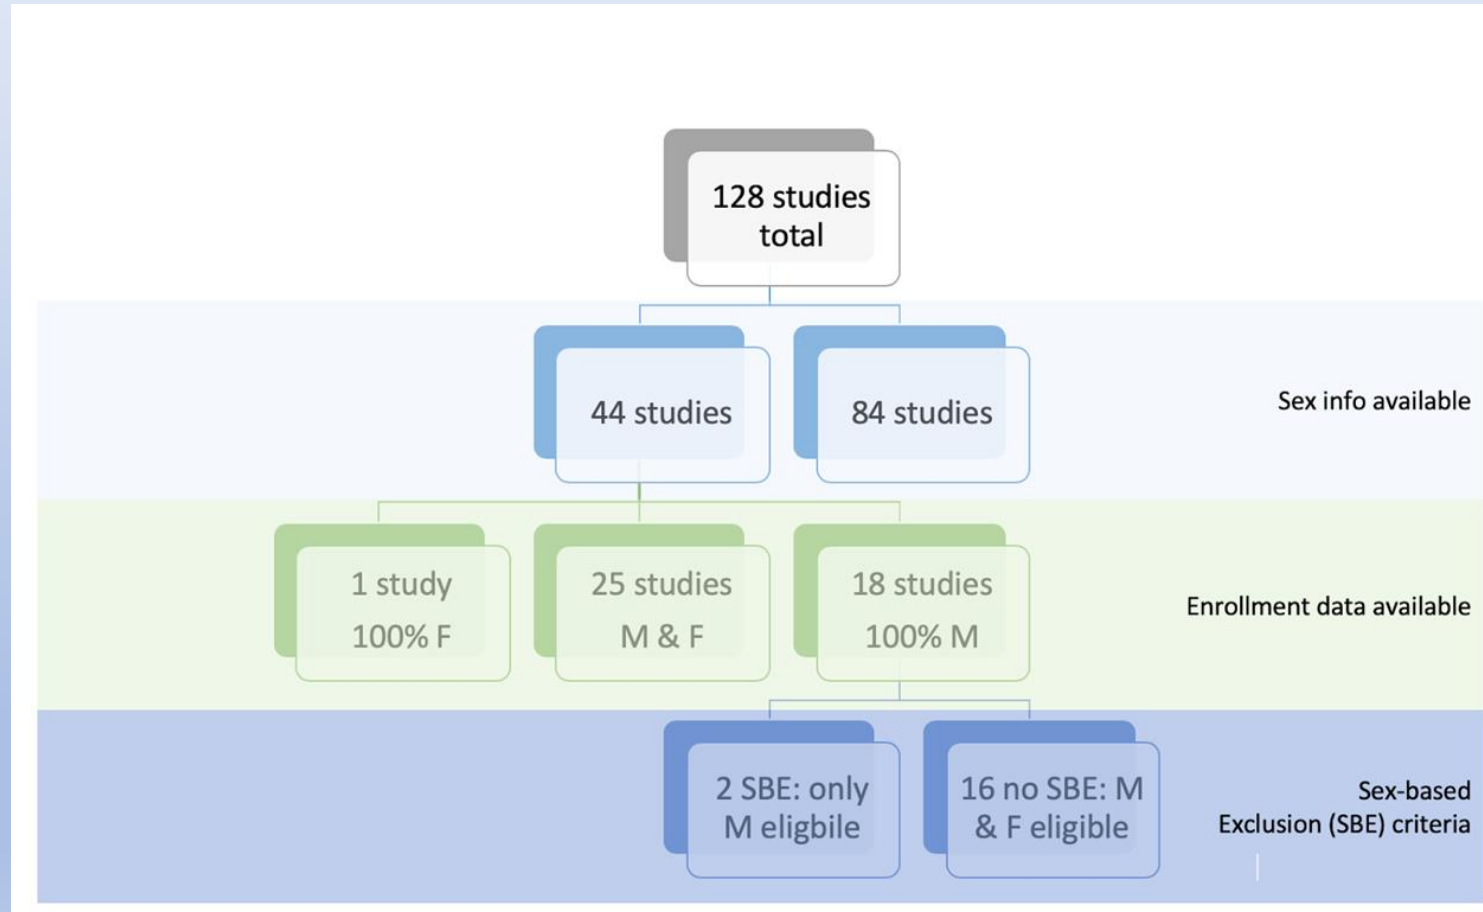 128 studies
total
44 studies
84 studies
Sex info available
1 study
100% F
25 studies
M & F
18 studies
100% M
Enrollment data available
2 SBE: only
M eligbile
16 no SBE: M
& F eligible
Sex-based
Exclusion (SBE) criteria